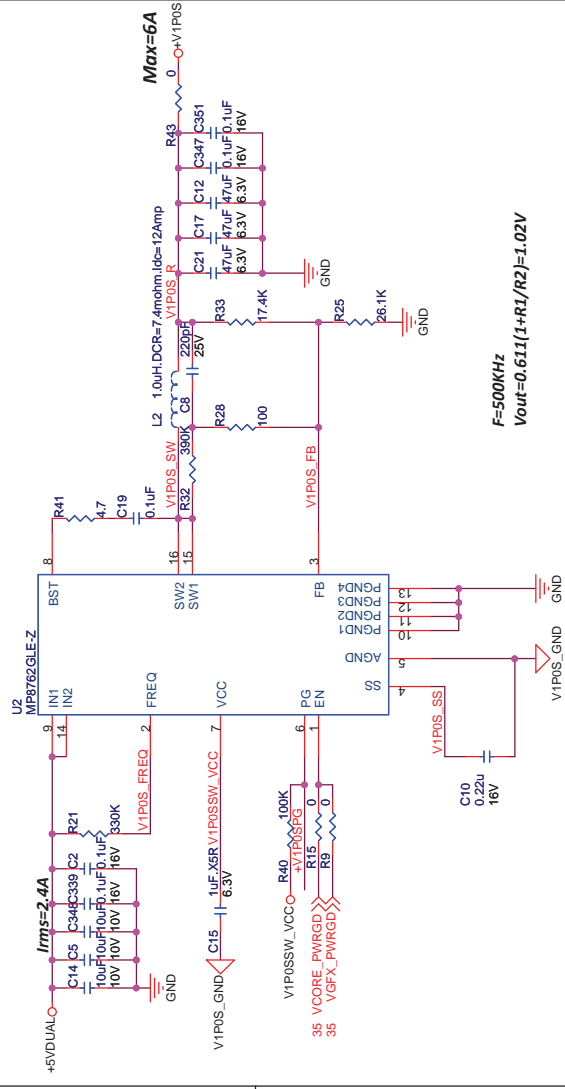 Max=6A
+V1P0S
0
R43
C351
0.1uF
16V
C347
0.1uF
16V
C12
47uF
6.3V
C17
47uF
6.3V
C21
47uF
6.3V
GND
V1P0S_R
1.0uH.DCR=7.4mohm.Idc=12Amp
L2
220pF
25V
C8
R33
17.4K
R25
26.1K
GND
R28
100
390K
R32
V1P0S_SW
V1P0S_FB
F=500KHz
Vout=0.611(1+R1/R2)=1.02V
R41
4.7
C19
0.1uF
8
16
15
3
U2
MP8762GLE-Z
BST
SW2
SW1
FB
IN1
IN2
FREQ
VCC
PG
EN
SS
AGND
PGND1
PGND2
PGND3
PGND4
9
14
2
7
6
1
4
5
10
11
12
13
GND
V1P0S_GND
V1P0S_SS
C10
0.22u
16V
Irms=2.4A
+5VDUAL
C14
10uF
10V
C5
10uF
10V
C348
10uF
10V
C339
0.1uF
16V
C2
0.1uF
16V
GND
R21
330K
V1P0S_FREQ
V1P0SSW_VCC
1uF.X5R
6.3V
C15
V1P0S_GND
V1P0SSW_VCC
R40
100K
+V1P0SPG
R15
0
R9
0
35 VCORE_PWRGD
35 VGFX_PWRGD